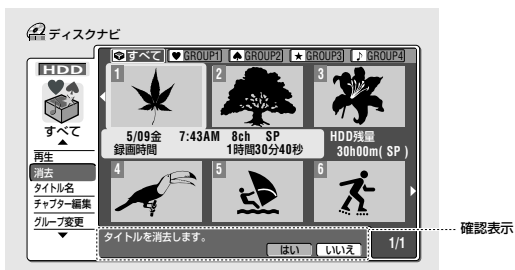 ディスクナビ
HDD
すべて
再生
消去
タイトル名
チャプター編集
グループ変更
すべて GROUP1 GROUP2 GROUP3 GROUP4
1 2 3
5/09金 7:43AM 8ch SP
録画時間 1時間30分40秒
HDD残量
30h00m( SP )
4 5 6
タイトルを消去します。
はい いいえ
1/1
確認表示